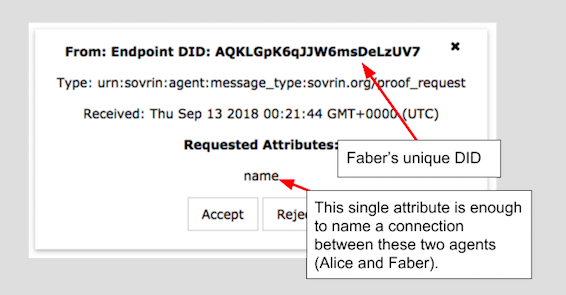 From: Endpoint DID: AQKLGpK6qJJW6msDeLzUV7 ×
Type: urn:sovrin:agent:message_type:sovrin.org/proof_request
Received: Thu Sep 13 2018 00:21:44 GMT+0000 (UTC)
Requested Attributes:
Faber's unique DID
name
Accept Rejec
This single attribute is enough
to name a connection
between these two agents
(Alice and Faber).